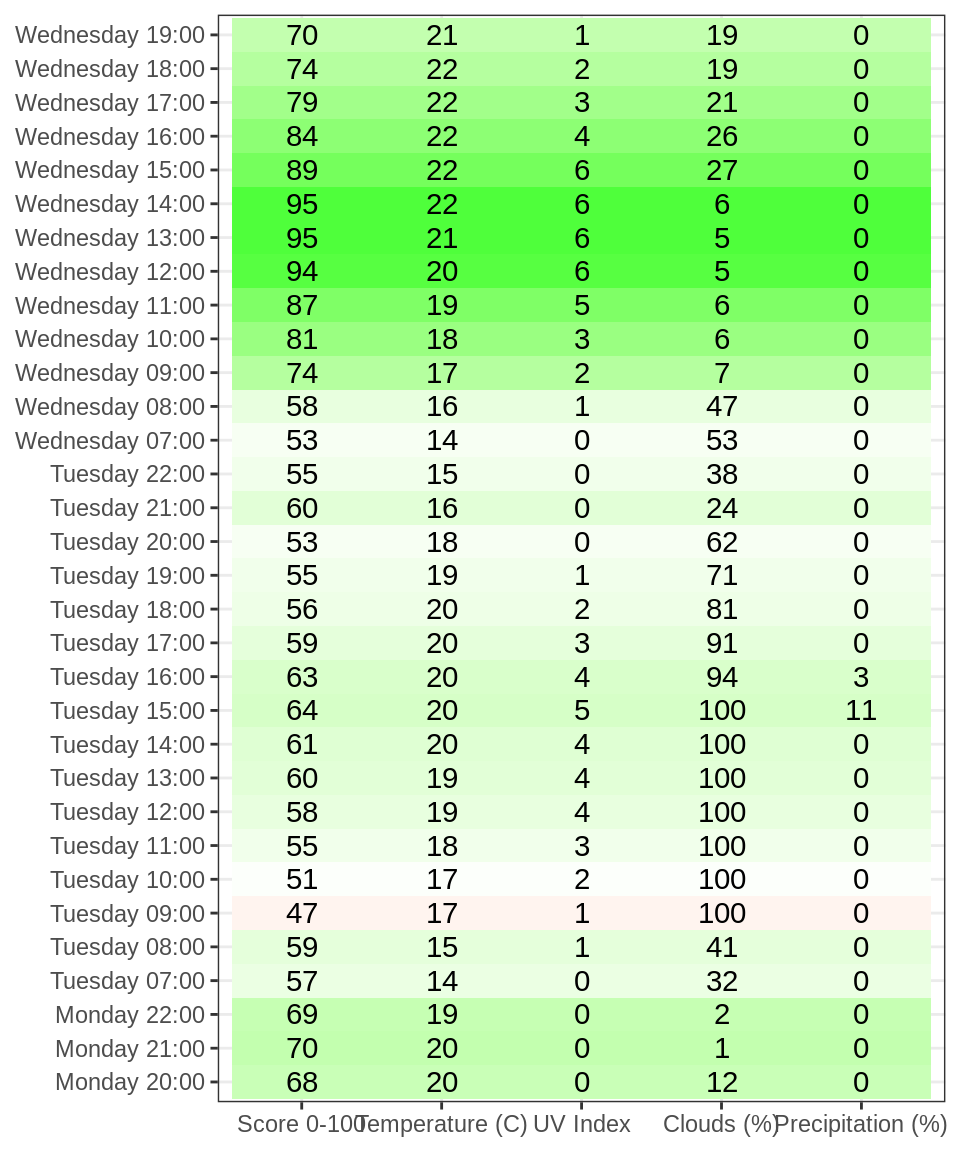 Wednesday 19:00 70 21 1 19 0
Wednesday 18:00 74 22 2 19 0
Wednesday 17:00 79 22 3 21 0
Wednesday 16:00 84 22 4 26 0
Wednesday 15:00 89 22 6 27 0
Wednesday 14:00 95 22 6 6 0
Wednesday 13:00 95 21 6 5 0
Wednesday 12:00 94 20 6 5 0
Wednesday 11:00 87 19 5 6 0
Wednesday 10:00 81 18 3 6 0
Wednesday 09:00 74 17 2 7 0
Wednesday 08:00 58 16 1 47 0
Wednesday 07:00 53 14 0 53 0
Tuesday 22:00 55 15 0 38 0
Tuesday 21:00 60 16 0 24 0
Tuesday 20:00 53 18 0 62 0
Tuesday 19:00 55 19 1 71 0
Tuesday 18:00 56 20 2 81 0
Tuesday 17:00 59 20 3 91 0
Tuesday 16:00 63 20 4 94 3
Tuesday 15:00 64 20 5 100 11
Tuesday 14:00 61 20 4 100 0
Tuesday 13:00 60 19 4 100 0
Tuesday 12:00 58 19 4 100 0
Tuesday 11:00 55 18 3 100 0
Tuesday 10:00 51 17 2 100 0
Tuesday 09:00 47 17 1 100 0
Tuesday 08:00 59 15 1 41 0
Tuesday 07:00 57 14 0 32 0
Monday 22:00 69 19 0 2 0
Monday 21:00 70 20 0 1 0
Monday 20:00 68 20 0 12 0
Score 0-100 Temperature (C) UV Index Clouds (%) Precipitation (%)